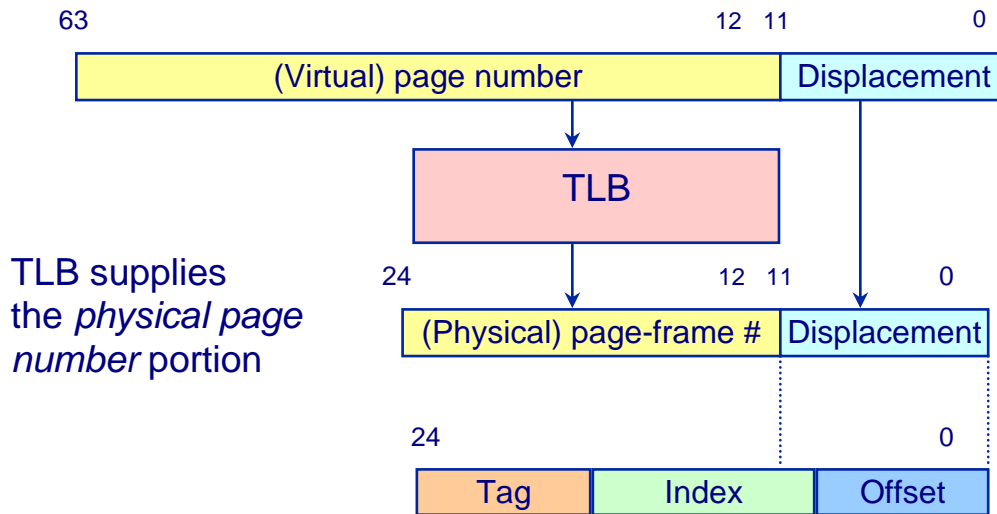 63 12 11 0
(Virtual) page number Displacement
TLB
TLB supplies
the physical page
number portion
24 12 11 0
(Physical) page-frame # Displacement
24 0
Tag Index Offset